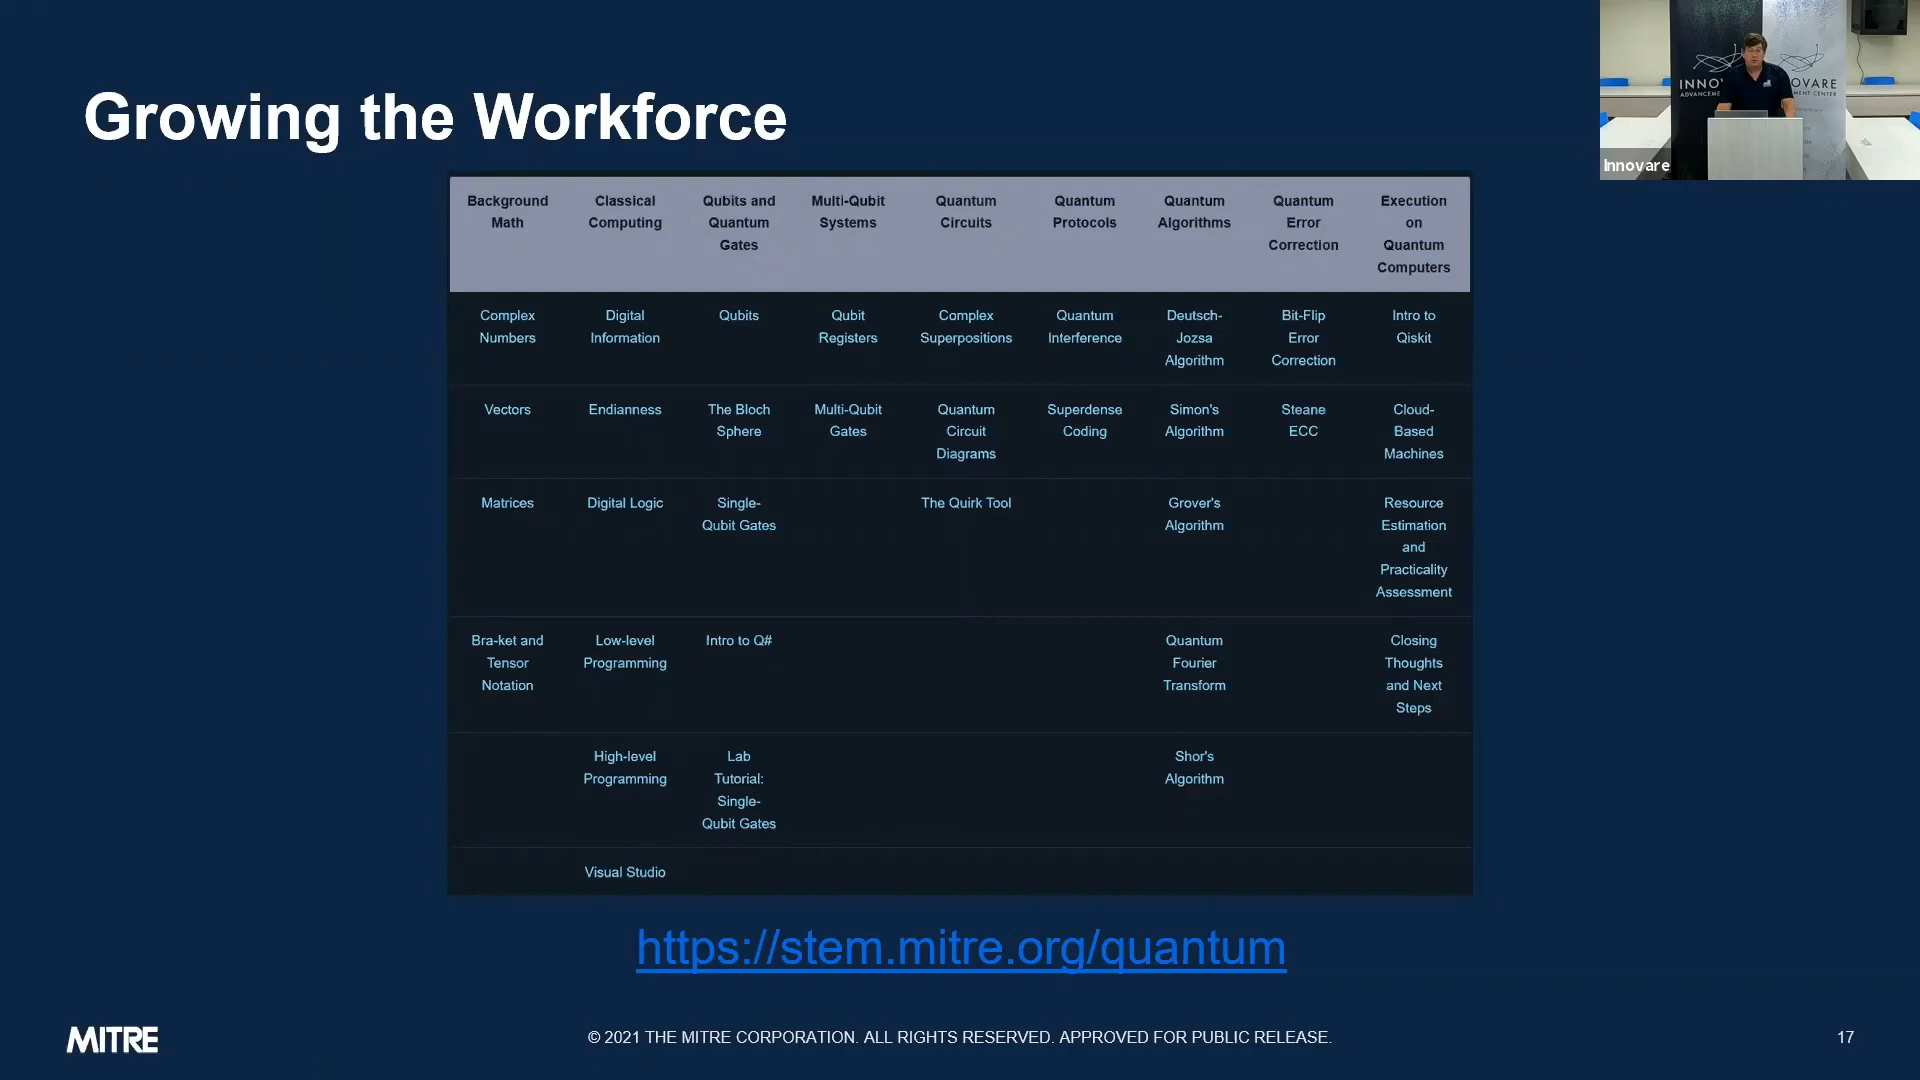 Growing the Workforce
INNOV
ADVANCEME
OVARE
MENT CENTER
Innovare
Background Math
Classical Computing
Qubits and Quantum Gates
Multi-Qubit Systems
Quantum Circuits
Quantum Protocols
Quantum Algorithms
Quantum Error Correction
Execution on Quantum Computers
Complex Numbers
Digital Information
Qubits
Qubit Registers
Complex Superpositions
Quantum Interference
Deutsch-Jozsa Algorithm
Bit-Flip Error Correction
Intro to Qiskit
Vectors
Endianness
The Bloch Sphere
Multi-Qubit Gates
Quantum Circuit Diagrams
Superdense Coding
Simon's Algorithm
Steane ECC
Cloud-Based Machines
Matrices
Digital Logic
Single-Qubit Gates
The Quirk Tool
Grover's Algorithm
Resource Estimation and Practicality Assessment
Bra-ket and Tensor Notation
Low-level Programming
Intro to Q#
Quantum Fourier Transform
Closing Thoughts and Next Steps
High-level Programming
Lab Tutorial: Single-Qubit Gates
Shor's Algorithm
Visual Studio
https://stem.mitre.org/quantum
MITRE
© 2021 THE MITRE CORPORATION. ALL RIGHTS RESERVED. APPROVED FOR PUBLIC RELEASE.
17